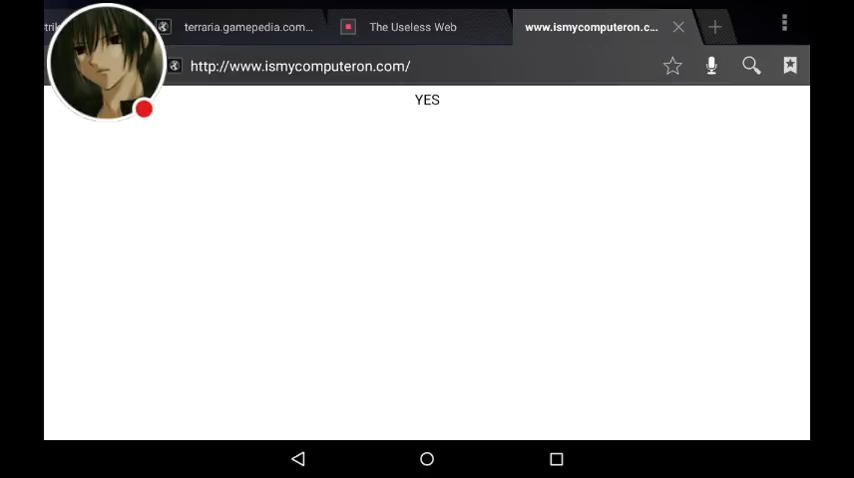 terraria.gamepedia.com...
The Useless Web
www.ismycomputeron.c...
http://www.ismycomputeron.com/
YES